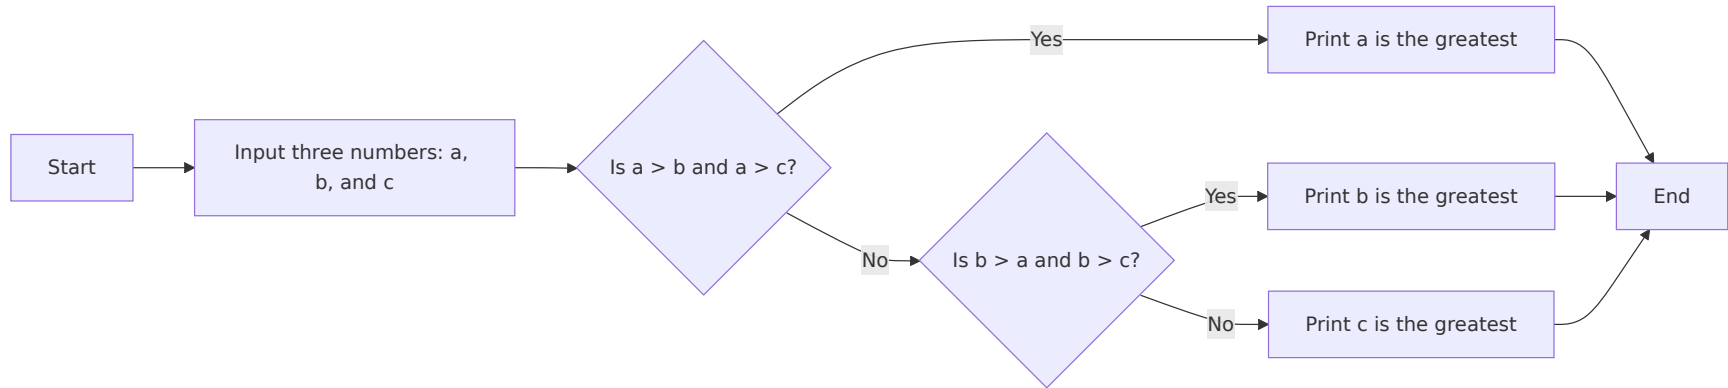 Start
Input three numbers: a,
b, and c
Is a > b and a > c?
Yes
Print a is the greatest
No
Is b > a and b > c?
Yes
Print b is the greatest
No
Print c is the greatest
End